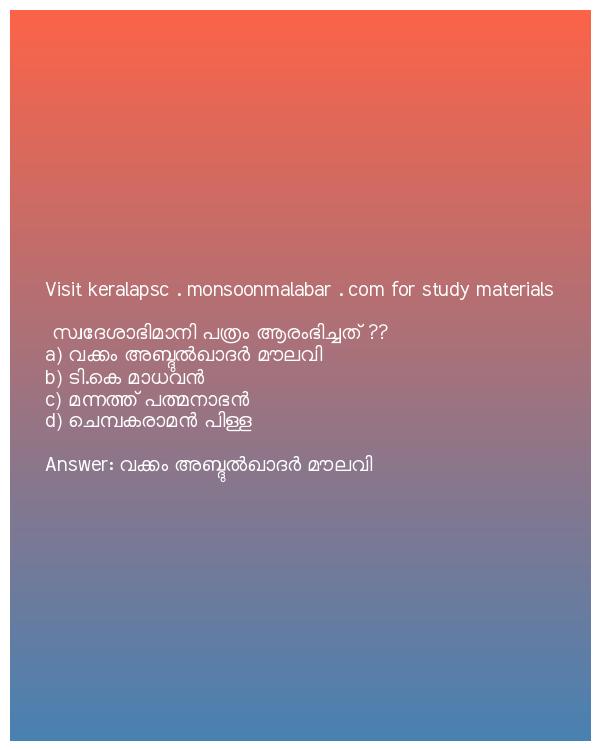 Visit keralapsc . monsoonmalabar . com for study materials
സ്വദേശാഭിമാനി പത്രം ആരംഭിച്ചത് ??
a) വക്കം അബ്ദുൽഖാദർ മൗലവി
b) ടി.കെ മാധവൻ
c) മന്നത്ത് പത്മനാഭൻ
d) ചെമ്പകരാമൻ പിള്ള
Answer: വക്കം അബ്ദുൽഖാദർ മൗലവി